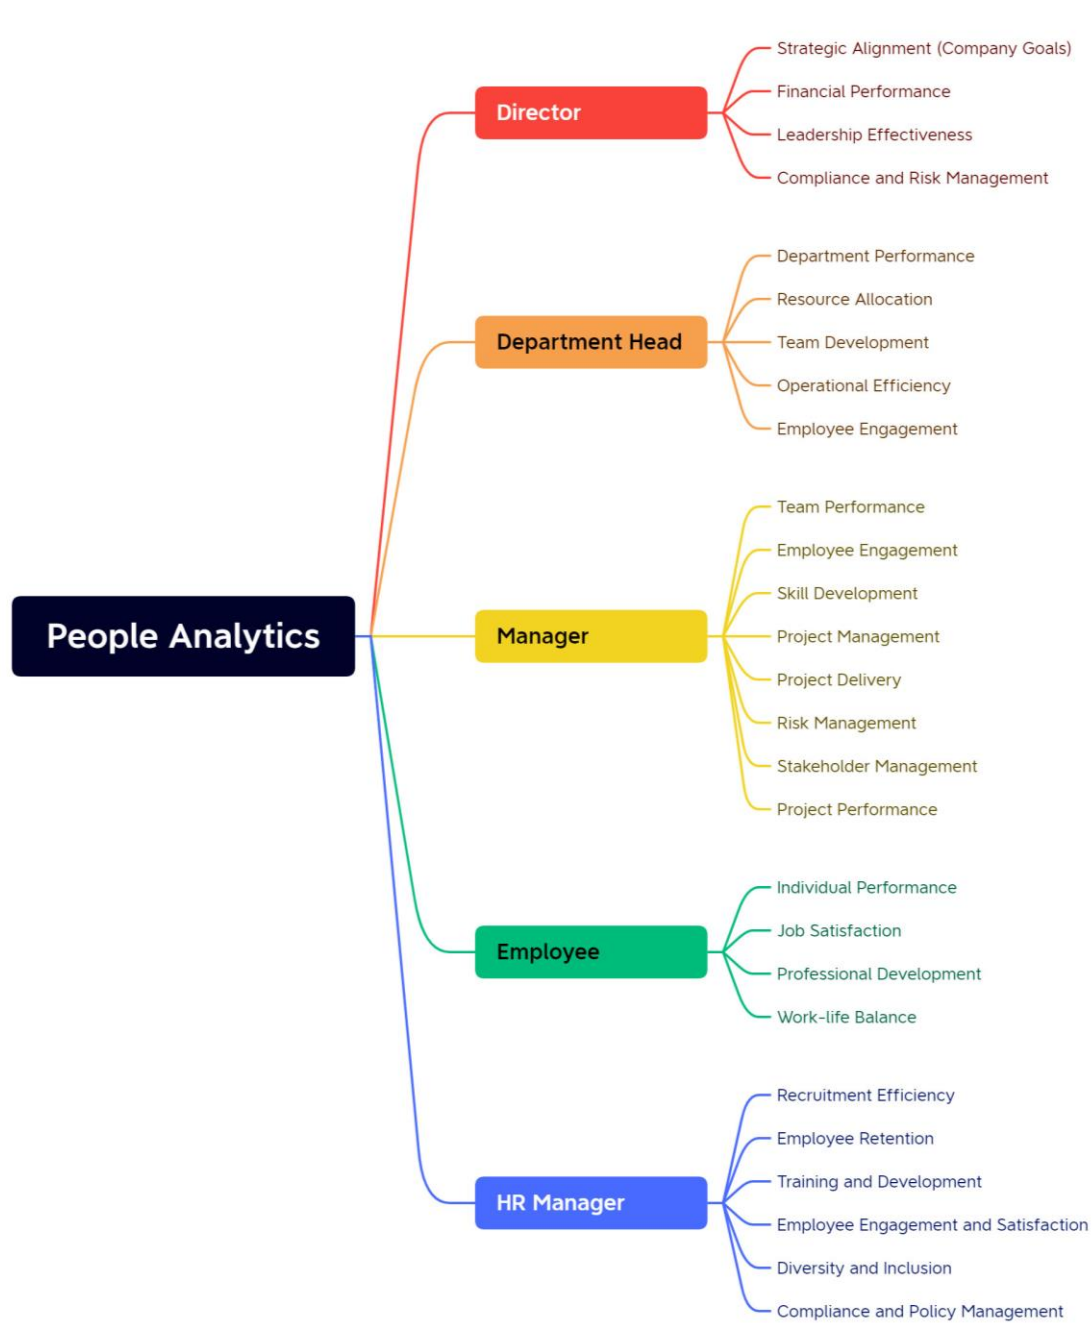 People Analytics
Director
Strategic Alignment (Company Goals)
Financial Performance
Leadership Effectiveness
Compliance and Risk Management
Department Head
Department Performance
Resource Allocation
Team Development
Operational Efficiency
Employee Engagement
Manager
Team Performance
Employee Engagement
Skill Development
Project Management
Project Delivery
Risk Management
Stakeholder Management
Project Performance
Employee
Individual Performance
Job Satisfaction
Professional Development
Work-life Balance
HR Manager
Recruitment Efficiency
Employee Retention
Training and Development
Employee Engagement and Satisfaction
Diversity and Inclusion
Compliance and Policy Management